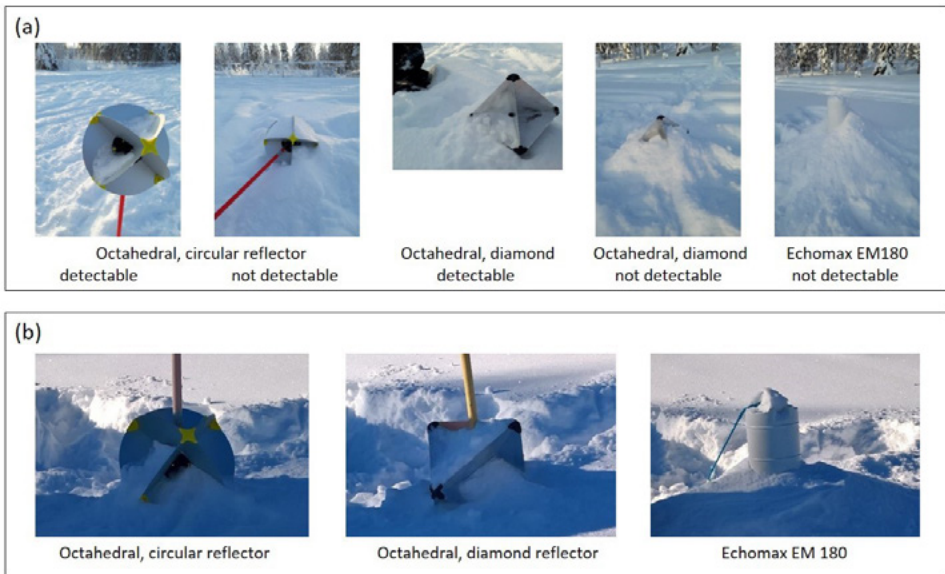 (a)
Octahedral, circular reflector
detectable not detectable
Octahedral, diamond
detectable
Octahedral, diamond
not detectable
Echomax EM180
not detectable
(b)
Octahedral, circular reflector
Octahedral, diamond reflector
Echomax EM 180